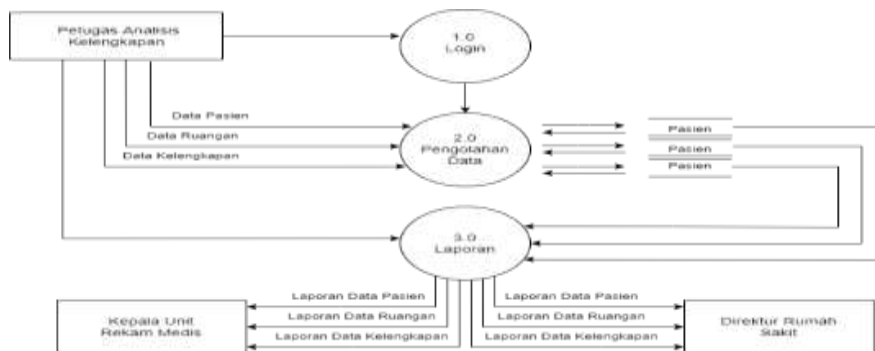 Petugas Analisis
Kelengkapan
1.0
Login
Data Pasien
Data Ruangan
Data Kelengkapan
2.0
Pengolahan
Data
Pasien
Pasien
Pasien
3.0
Laporan
Laporan Data Pasien
Laporan Data Ruangan
Laporan Data Kelengkapan
Laporan Data Pasien
Laporan Data Ruangan
Laporan Data Kelengkapan
Kepala Unit
Rekam Medis
Direktur Rumah
Sakit